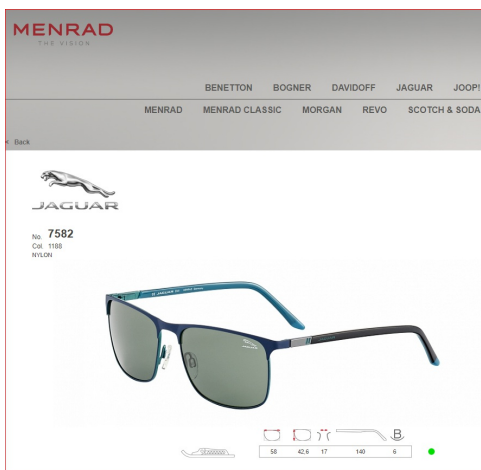 MENRAD
THE VISION
BENETTON BOGNER DAVIDOFF JAGUAR JOOP!
MENRAD MENRAD CLASSIC MORGAN REVO SCOTCH & SODA
< Back
JAGUAR
No. 7582
Col. 1188
NYLON
B
58 42,6 17 140 6